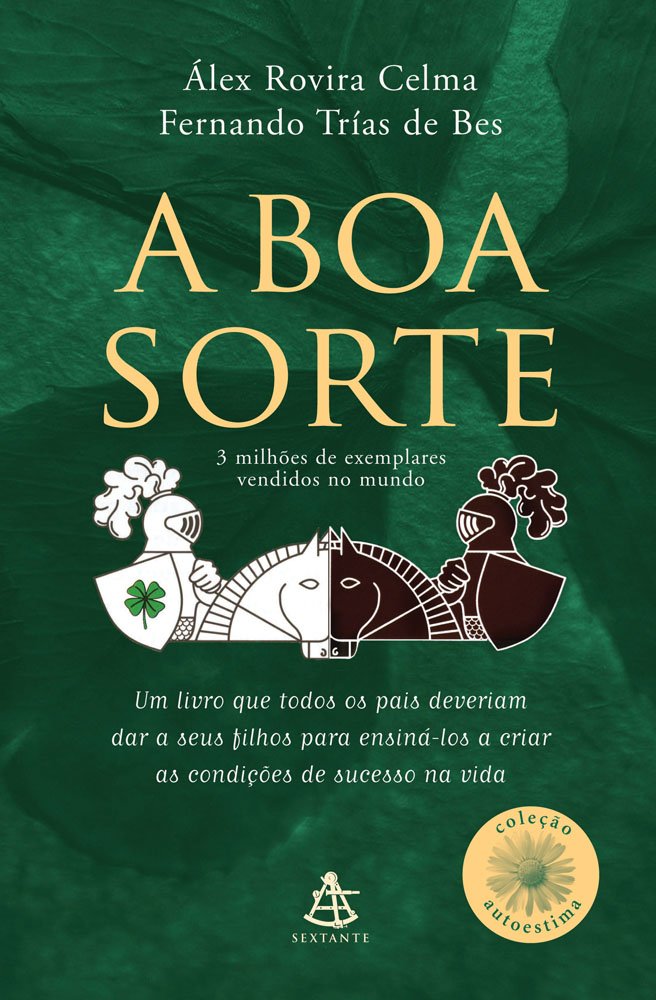 Álex Rovira Celma
Fernando Trías de Bes
A BOA
SORTE
3 milhões de exemplares
vendidos no mundo
Um livro que todos os pais deveriam
dar a seus filhos para ensiná-los a criar
as condições de sucesso na vida
coleção
autoestima
SEXTANTE